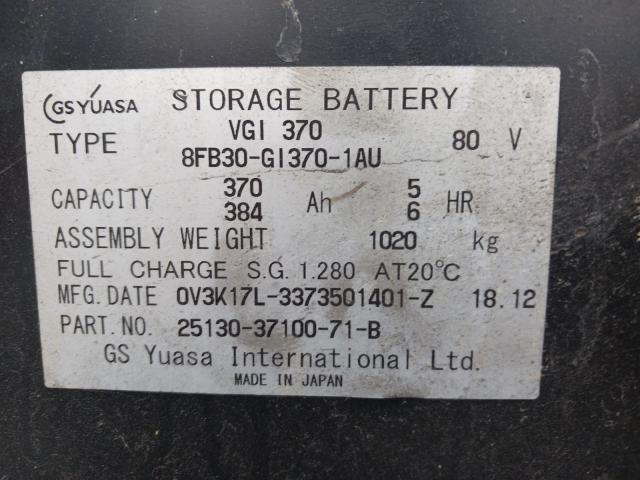 GS YUASA STORAGE BATTERY
TYPE VGI 370 80 V
8FB30-GI370-1AU
CAPACITY 370 Ah 5 HR
384 6
ASSEMBLY WEIGHT 1020 kg
FULL CHARGE S.G. 1.280 AT20℃
MFG. DATE 0V3K17L-3373501401-Z 18.12
PART.NO. 25130-37100-71-B
GS Yuasa International Ltd.
MADE IN JAPAN